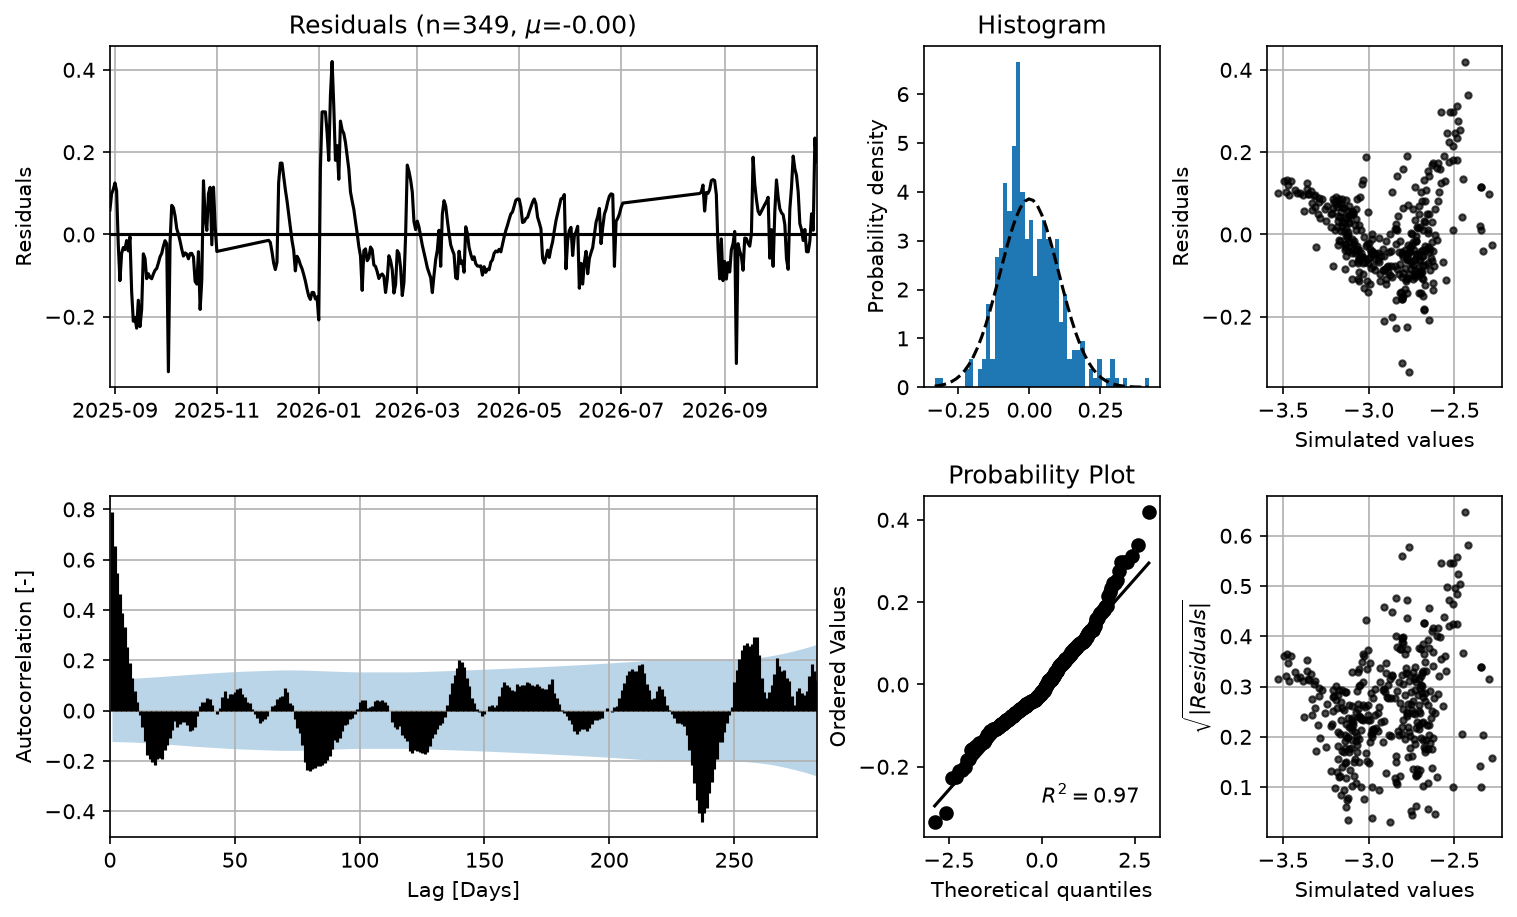 Residuals (n=349, μ=-0.00)
Residuals
0.4
0.2
0.0
−0.2
2025-09 2025-11 2026-01 2026-03 2026-05 2026-07 2026-09
Histogram
Probability density
6
5
4
3
2
1
0
−0.25 0.00 0.25
Residuals
0.4
0.2
0.0
−0.2
−3.5 −3.0 −2.5
Simulated values
Autocorrelation [-]
0.8
0.6
0.4
0.2
0.0
−0.2
−0.4
0 50 100 150 200 250
Lag [Days]
Probability Plot
Ordered Values
0.4
0.2
0.0
−0.2
R² = 0.97
−2.5 0.0 2.5
Theoretical quantiles
√|Residuals|
0.6
0.5
0.4
0.3
0.2
0.1
−3.5 −3.0 −2.5
Simulated values